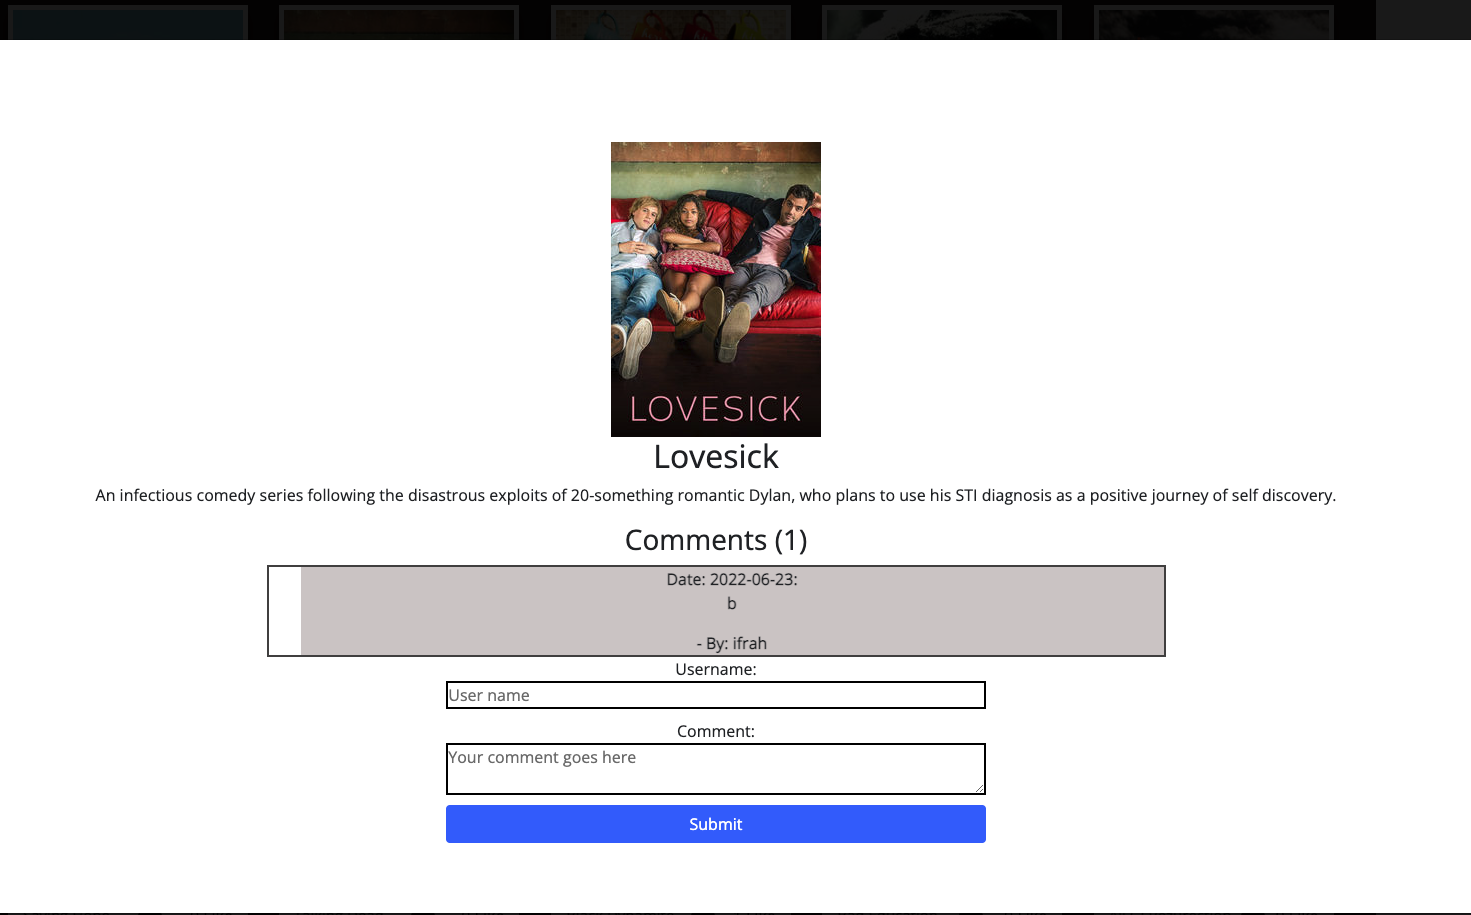 LOVESICK
Lovesick
An infectious comedy series following the disastrous exploits of 20-something romantic Dylan, who plans to use his STI diagnosis as a positive journey of self discovery.
Comments (1)
Date: 2022-06-23:
b
- By: ifrah
Username:
User name
Comment:
Your comment goes here
Submit